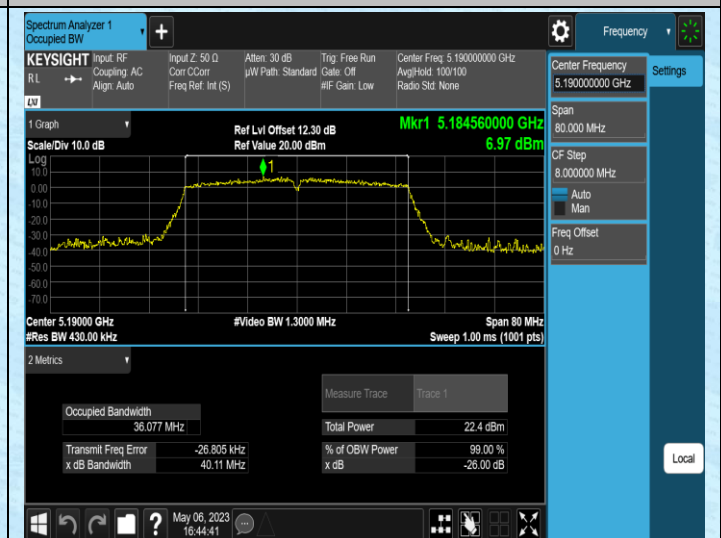 Spectrum Analyzer 1
Occupied BW
Frequency
KEYSIGHT
R L
LXI
Input: RF
Coupling: AC
Align: Auto
Input Z: 50 Ω
Corr CCorr
Freq Ref: Int (S)
Atten: 30 dB
µW Path: Standard
Trig: Free Run
Gate: Off
#IF Gain: Low
Center Freq: 5.190000000 GHz
Avg|Hold: 100/100
Radio Std: None
Center Frequency
5.190000000 GHz
Settings
Span
80.000 MHz
CF Step
8.000000 MHz
Auto
Man
Freq Offset
0 Hz
1 Graph
Scale/Div 10.0 dB
Ref Lvl Offset 12.30 dB
Ref Value 20.00 dBm
Mkr1 5.184560000 GHz
6.97 dBm
Log
10.0
0.00
-10.0
-20.0
-30.0
-40.0
-50.0
-60.0
-70.0
1
Center 5.19000 GHz
#Res BW 430.00 kHz
#Video BW 1.3000 MHz
Span 80 MHz
Sweep 1.00 ms (1001 pts)
2 Metrics
Measure Trace Trace 1
Occupied Bandwidth
36.077 MHz
Total Power 22.4 dBm
Transmit Freq Error -26.805 kHz
% of OBW Power 99.00 %
x dB Bandwidth 40.11 MHz
x dB -26.00 dB
Local
May 06, 2023
16:44:41